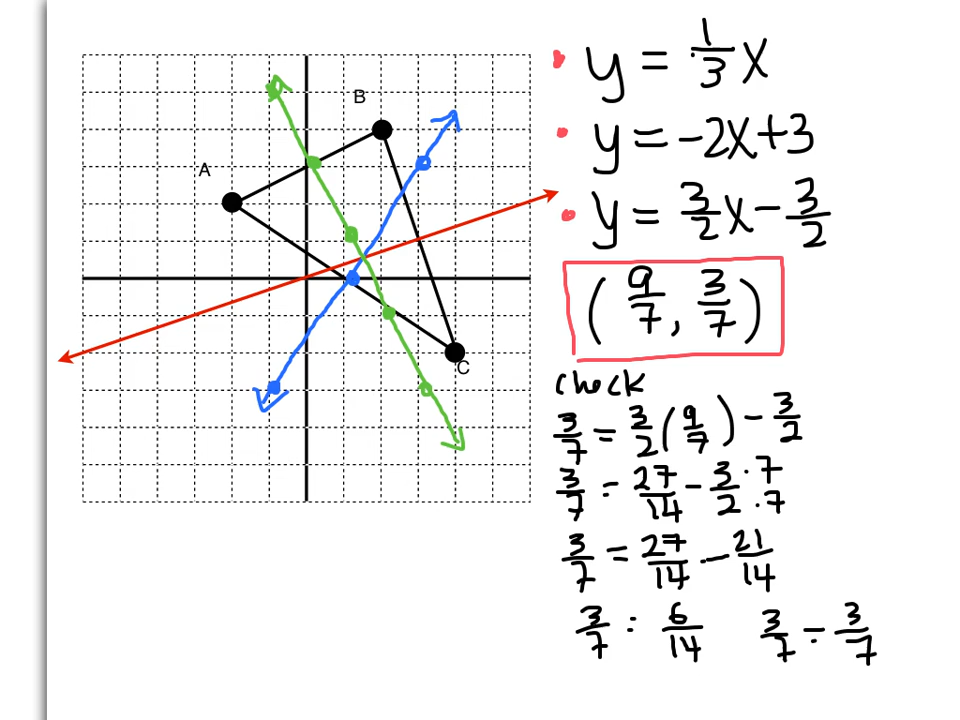 B
A
C
• y = 1/3 x
• y = -2x+3
• y = 3/2 x - 3/2
(9/7, 3/7)
check
3/7 = 3/2 (9/7) - 3/2
3/7 = 27/14 - 3/2 · 7/· 7
3/7 = 27/14 - 21/14
3/7 = 6/14 3/7 = 3/7